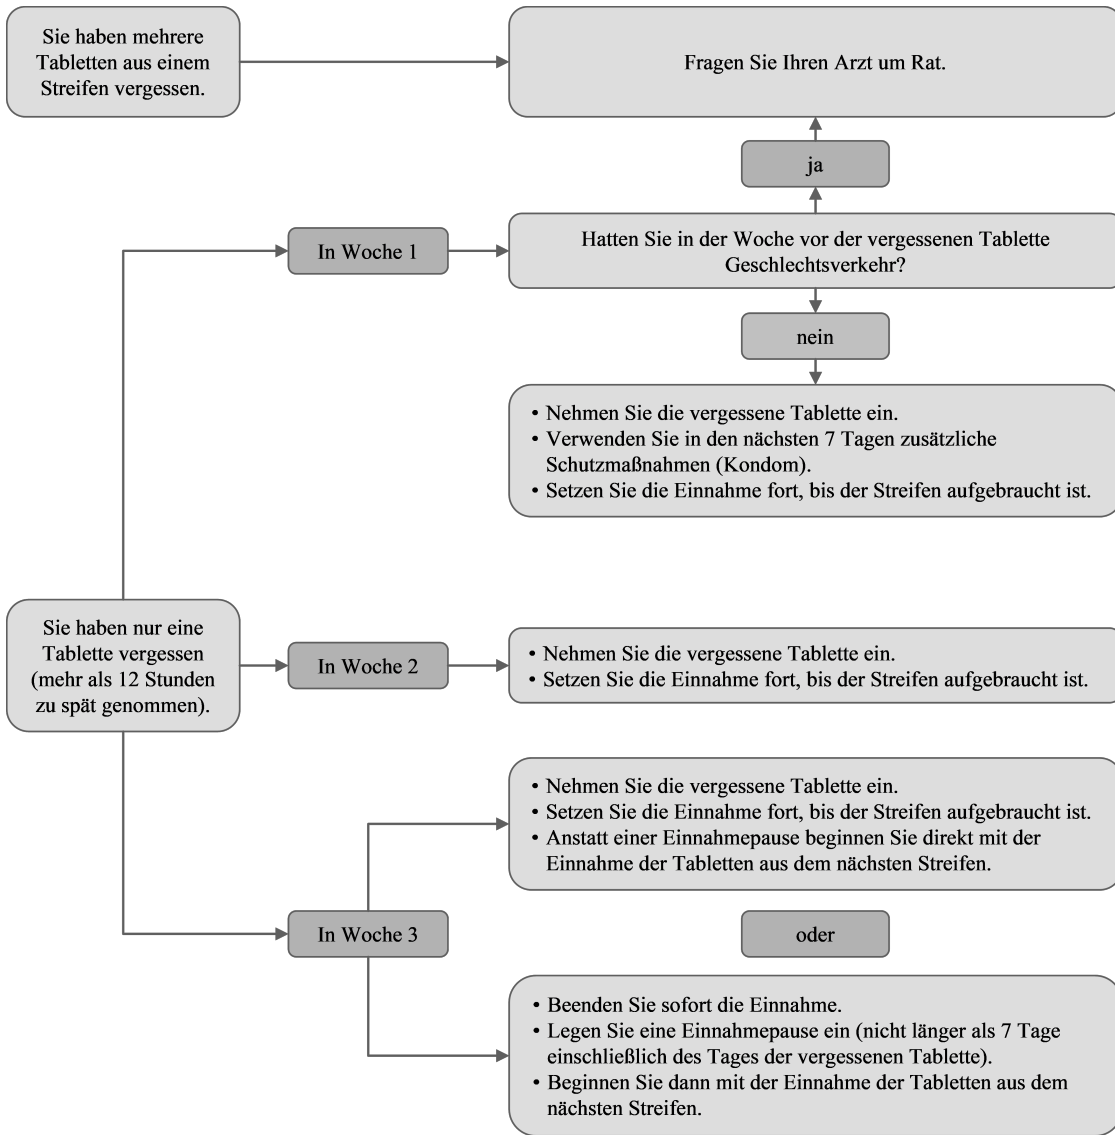 Sie haben mehrere
Tabletten aus einem
Streifen vergessen.
Fragen Sie Ihren Arzt um Rat.
ja
In Woche 1
Hatten Sie in der Woche vor der vergessenen Tablette
Geschlechtsverkehr?
nein
• Nehmen Sie die vergessene Tablette ein.
• Verwenden Sie in den nächsten 7 Tagen zusätzliche
Schutzmaßnahmen (Kondom).
• Setzen Sie die Einnahme fort, bis der Streifen aufgebraucht ist.
Sie haben nur eine
Tablette vergessen
(mehr als 12 Stunden
zu spät genommen).
In Woche 2
• Nehmen Sie die vergessene Tablette ein.
• Setzen Sie die Einnahme fort, bis der Streifen aufgebraucht ist.
• Nehmen Sie die vergessene Tablette ein.
• Setzen Sie die Einnahme fort, bis der Streifen aufgebraucht ist.
• Anstatt einer Einnahmepause beginnen Sie direkt mit der
Einnahme der Tabletten aus dem nächsten Streifen.
In Woche 3
oder
• Beenden Sie sofort die Einnahme.
• Legen Sie eine Einnahmepause ein (nicht länger als 7 Tage
einschließlich des Tages der vergessenen Tablette).
• Beginnen Sie dann mit der Einnahme der Tabletten aus dem
nächsten Streifen.